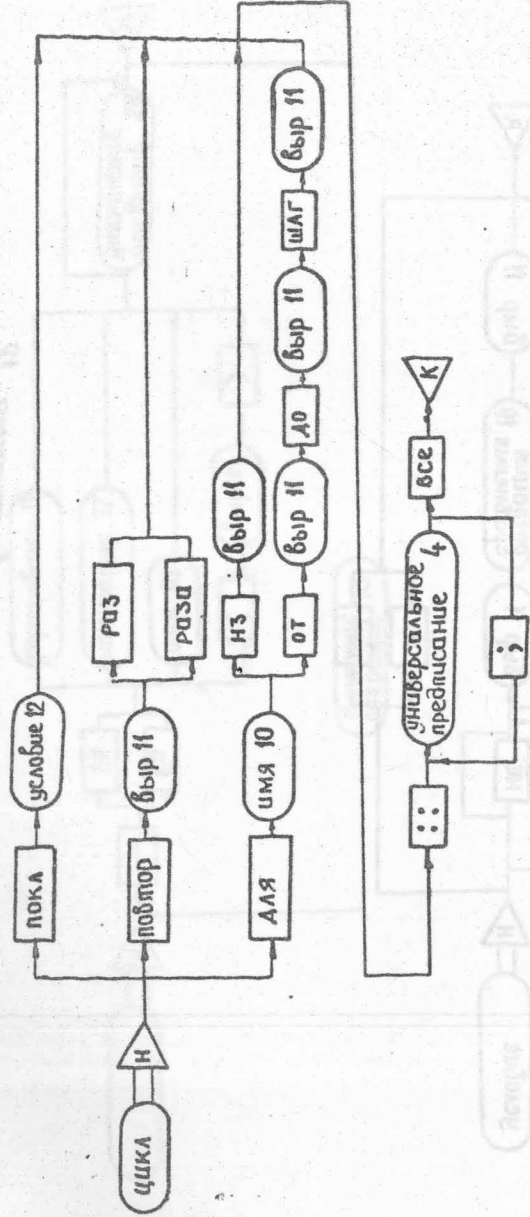 цикл
Н
покл
условие 12
повтор
выр 11
раз
раза
для
имя 10
нз
выр 11
от
выр 11
до
выр 11
шаг
выр 11
::
универсальное
предписание 4
;
все
К